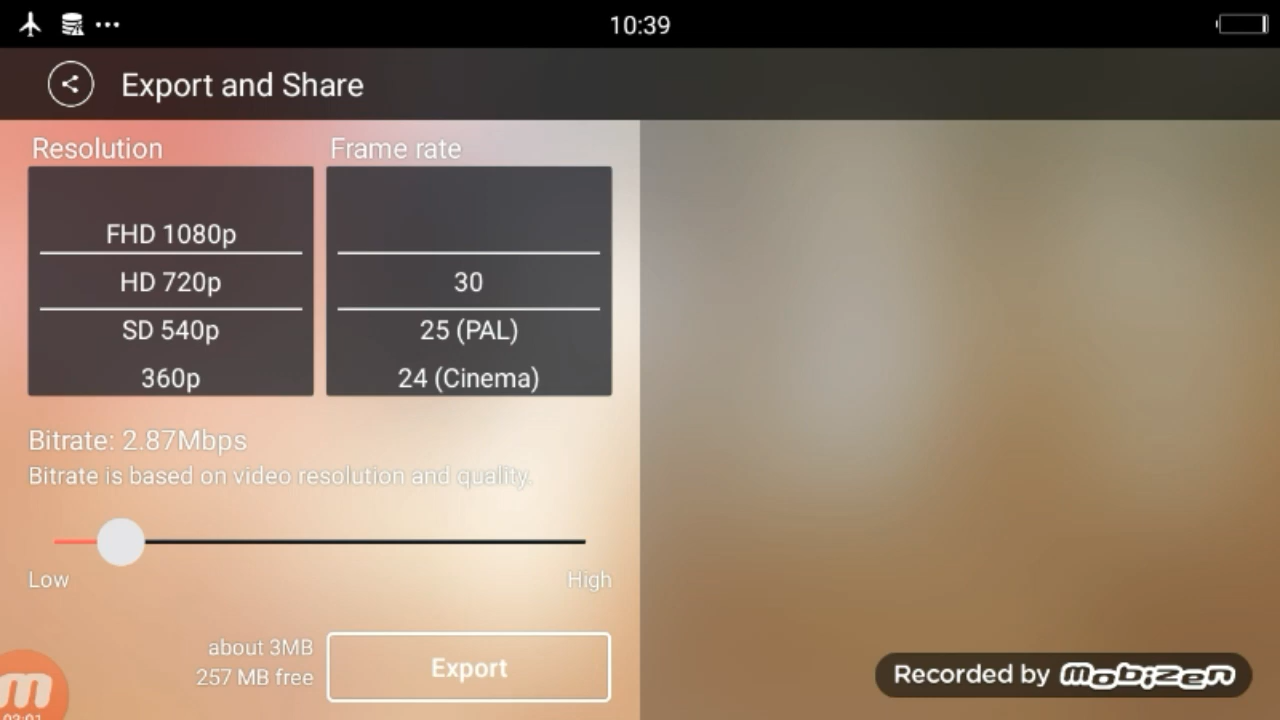 10:39
Export and Share
Resolution
Frame rate
FHD 1080p
HD 720p
SD 540p
360p
30
25 (PAL)
24 (Cinema)
Bitrate: 2.87Mbps
Bitrate is based on video resolution and quality.
Low
High
about 3MB
257 MB free
Export
m
03:01
Recorded by mobizen